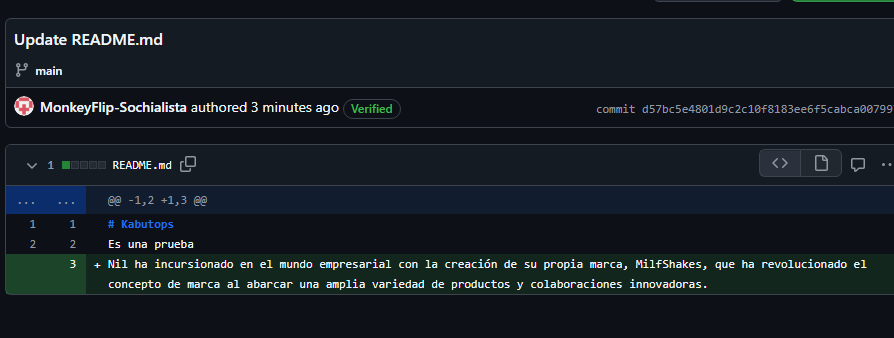 Update README.md
main
MonkeyFlip-Sochialista authored 3 minutes ago Verified
commit d57bc5e4801d9c2c10f8183ee6f5cabca00799
1 README.md
... ... @@ -1,2 +1,3 @@
1 1 # Kabutops
2 2 Es una prueba
3 + Nil ha incursionado en el mundo empresarial con la creación de su propia marca, MilfShakes, que ha revolucionado el
concepto de marca al abarcar una amplia variedad de productos y colaboraciones innovadoras.